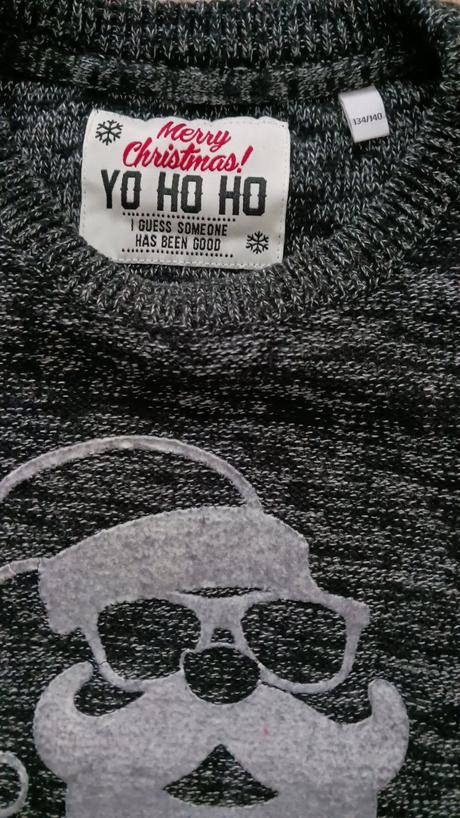 Merry
Christmas!
YO HO HO
I GUESS SOMEONE
HAS BEEN GOOD
134/140